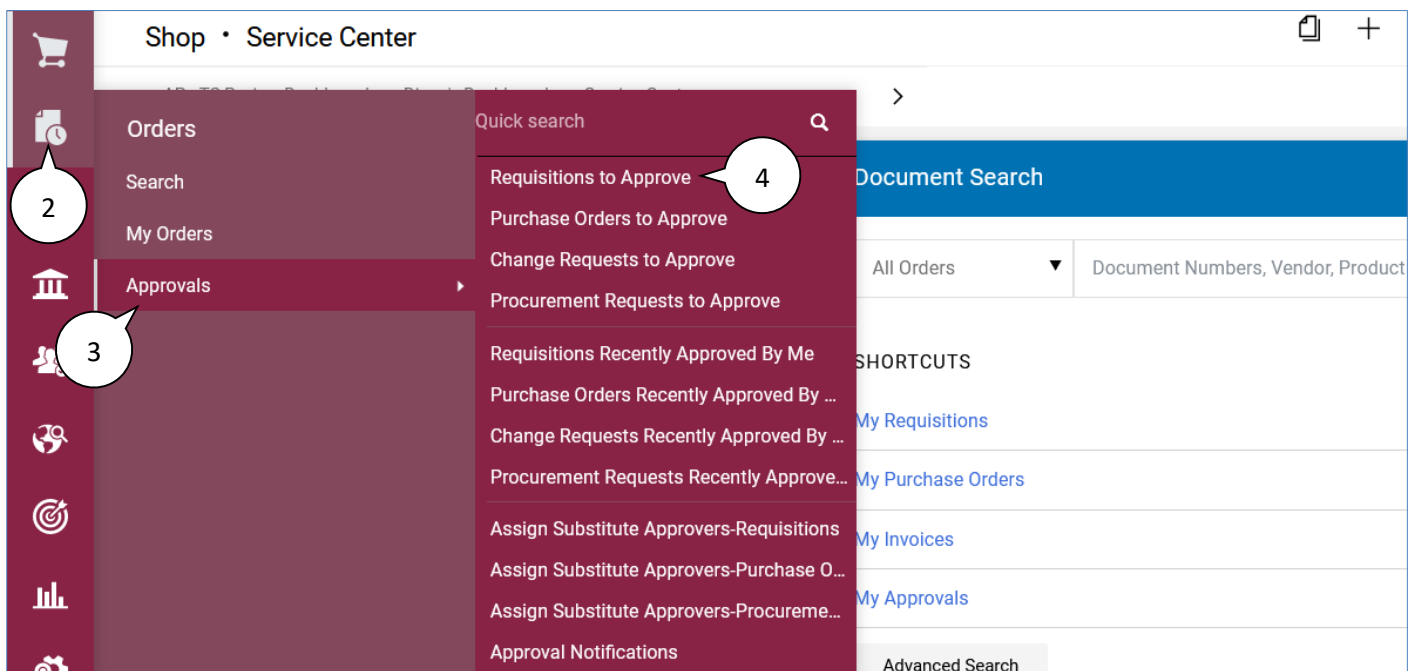 Shop · Service Center
Orders
Search
My Orders
Approvals
Quick search
Requisitions to Approve
Purchase Orders to Approve
Change Requests to Approve
Procurement Requests to Approve
Requisitions Recently Approved By Me
Purchase Orders Recently Approved By ...
Change Requests Recently Approved By ...
Procurement Requests Recently Approve...
Assign Substitute Approvers-Requisitions
Assign Substitute Approvers-Purchase O...
Assign Substitute Approvers-Procureme...
Approval Notifications
2
3
4
Document Search
All Orders
Document Numbers, Vendor, Product
SHORTCUTS
My Requisitions
My Purchase Orders
My Invoices
My Approvals
Advanced Search